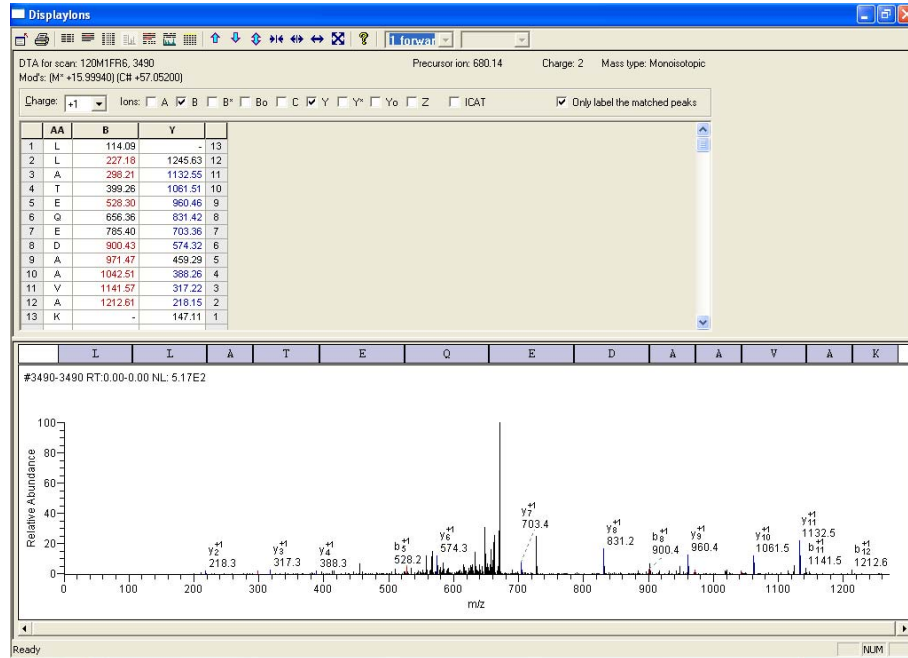 DisplayIons
1 forwar
DTA for scan: 120M1FR6, 3490 Precursor ion: 680.14 Charge: 2 Mass type: Monoisotopic
Mod's: (M* +15.99940) (C# +57.05200)
Charge: +1 Ions: A B B* Bo C Y Y* Yo Z ICAT Only label the matched peaks
AA B Y
1 L 114.09 - 13
2 L 227.18 1245.63 12
3 A 298.21 1132.55 11
4 T 399.26 1061.51 10
5 E 528.30 960.46 9
6 Q 656.36 831.42 8
7 E 785.40 703.36 7
8 D 900.43 574.32 6
9 A 971.47 459.29 5
10 A 1042.51 388.26 4
11 V 1141.57 317.22 3
12 A 1212.61 218.15 2
13 K - 147.11 1
L L A T E Q E D A A V A K
#3490-3490 RT:0.00-0.00 NL: 5.17E2
Relative Abundance
100
80
60
40
20
0
y2+1
218.3
y3+1
317.3
y4+1
388.3
b5+1
528.2
y6+1
574.3
y7+1
703.4
y8+1
831.2
b8+1
900.4
y9+1
960.4
y10+1
1061.5
y11+1
1132.5
b11+1
1141.5
b12+1
1212.6
0 100 200 300 400 500 600 700 800 900 1000 1100 1200
m/z
Ready NUM